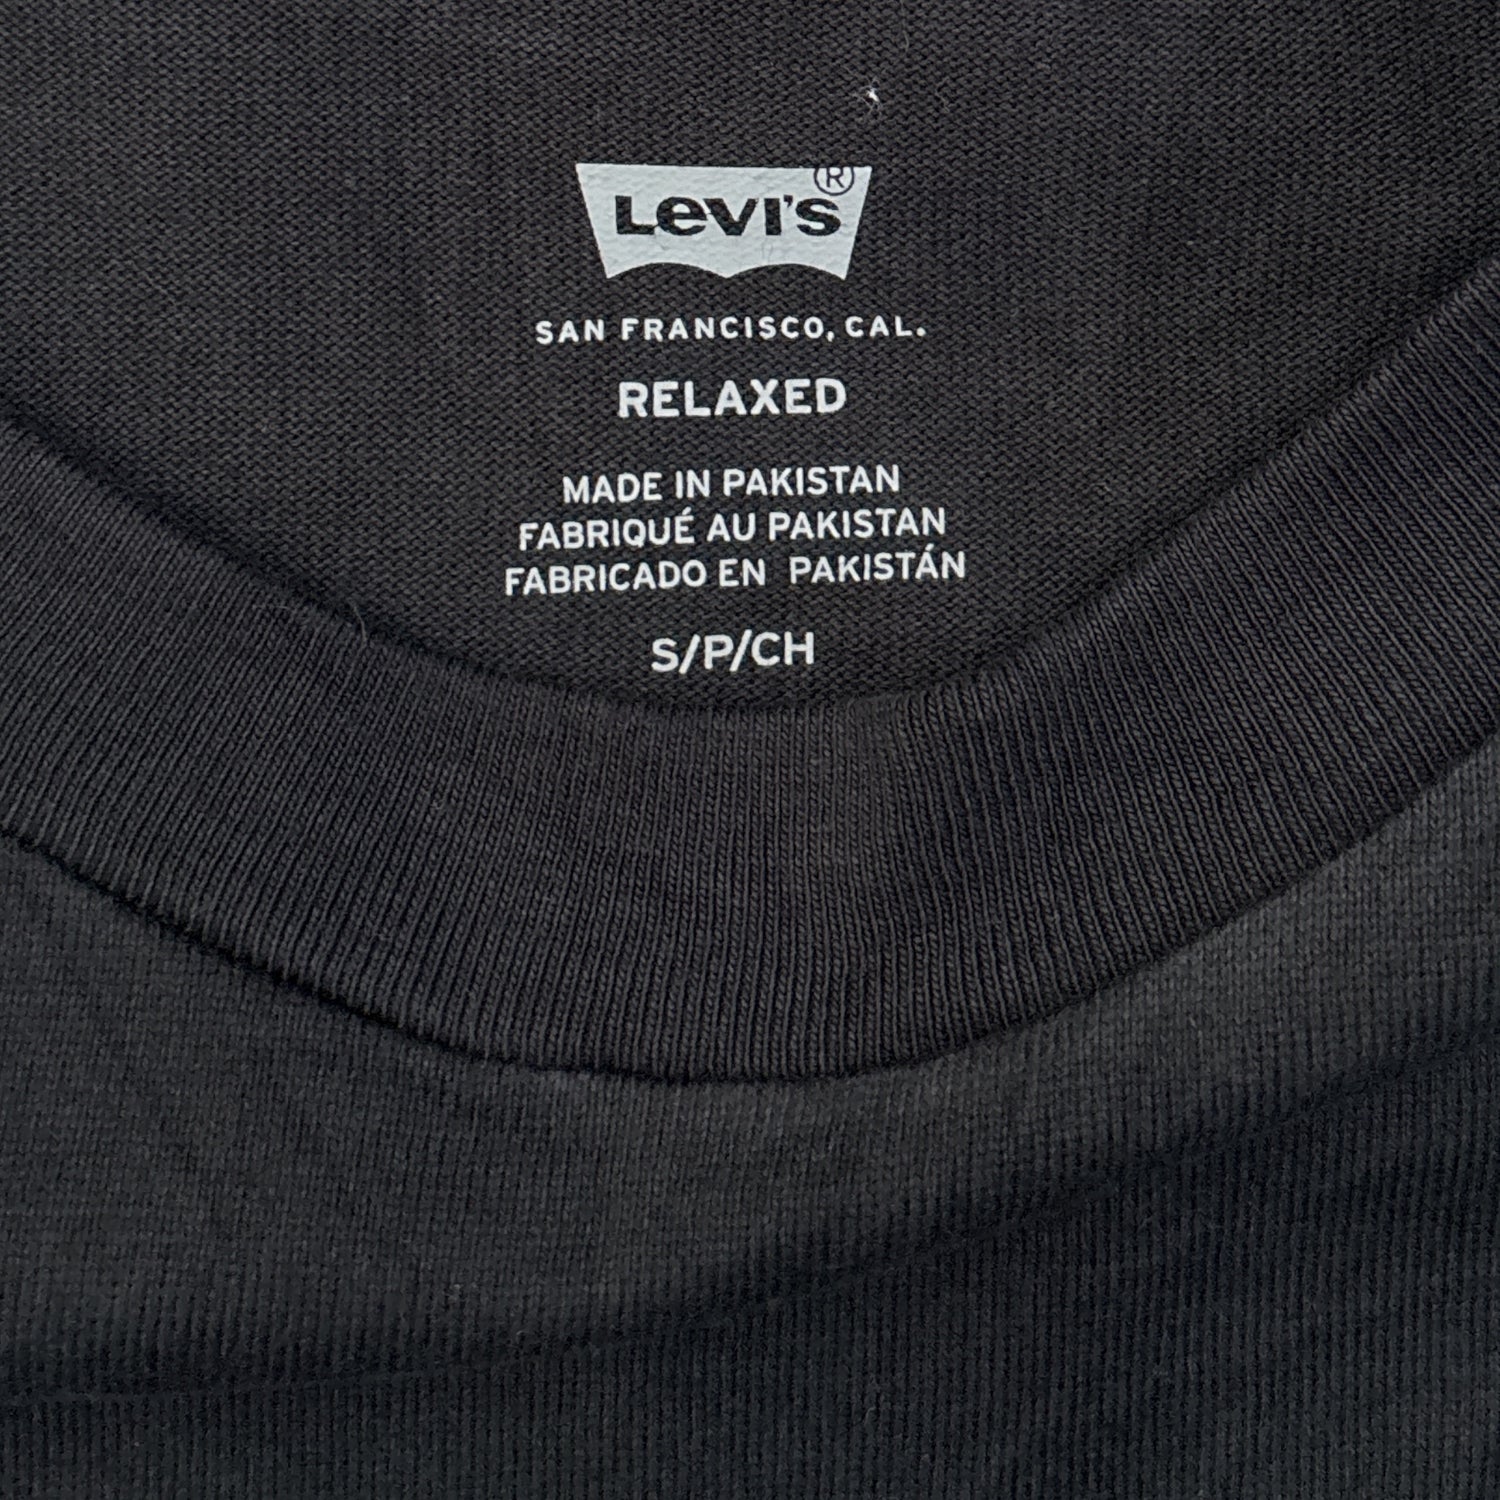 Levi's®
SAN FRANCISCO, CAL.
RELAXED
MADE IN PAKISTAN
FABRIQUÉ AU PAKISTAN
FABRICADO EN PAKISTÁN
S/P/CH